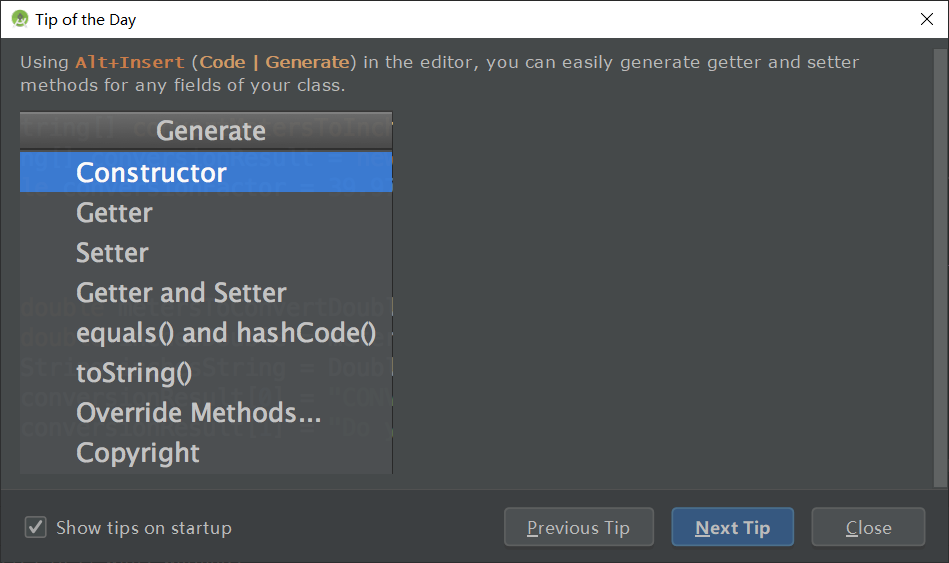 Tip of the Day
Using Alt+Insert (Code | Generate) in the editor, you can easily generate getter and setter
methods for any fields of your class.
Generate
Constructor
Getter
Setter
Getter and Setter
equals() and hashCode()
toString()
Override Methods...
Copyright
Show tips on startup
Previous Tip
Next Tip
Close